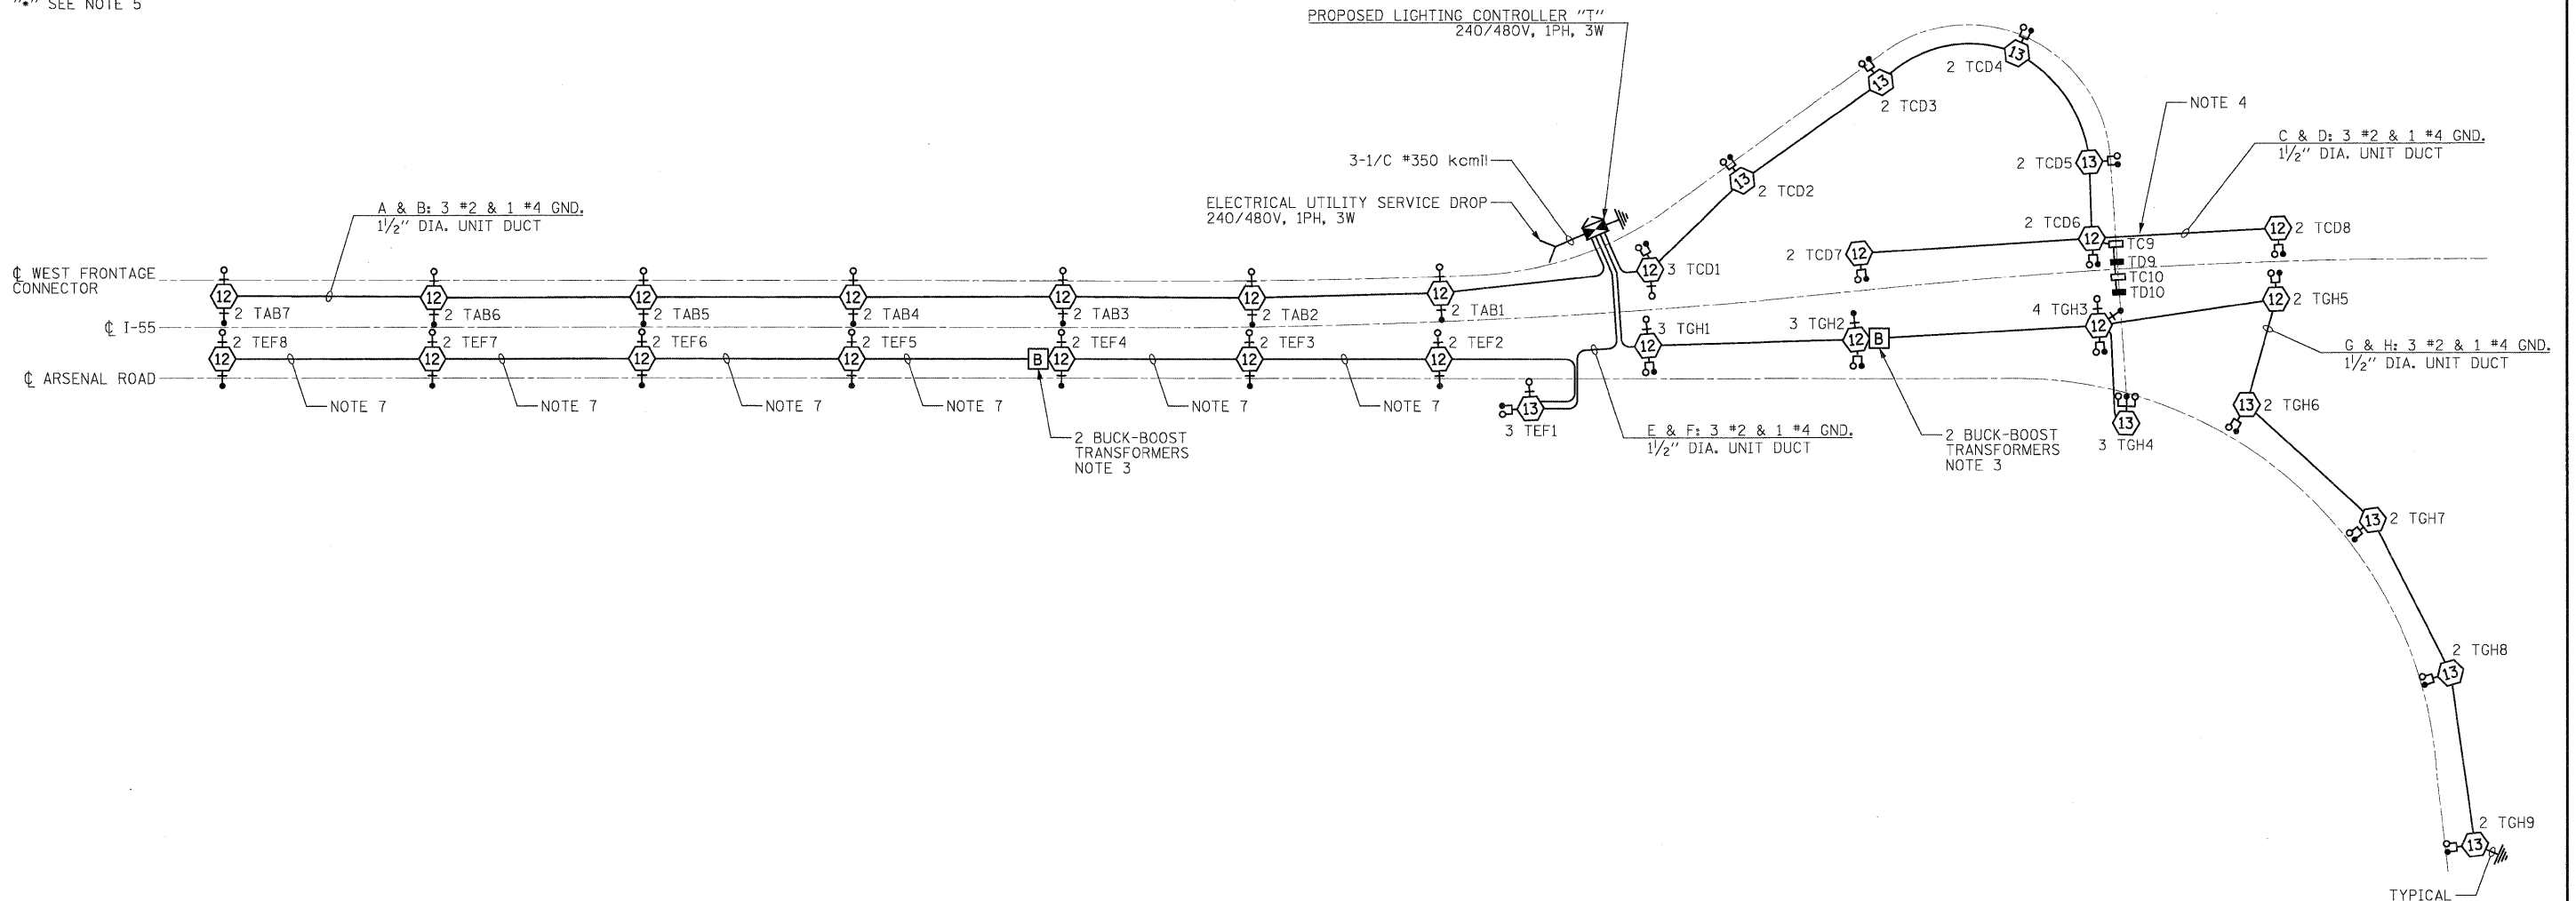 "*" SEE NOTE 5
PROPOSED LIGHTING CONTROLLER "T"
240/480V, 1PH, 3W
13
2 TCD4
13
2 TCD3
NOTE 4
C & D: 3 #2 & 1 #4 GND.
1 1/2" DIA. UNIT DUCT
3-1/C #350 kcmil
2 TCD5
13
13
2 TCD2
ELECTRICAL UTILITY SERVICE DROP
240/480V, 1PH, 3W
A & B: 3 #2 & 1 #4 GND.
1 1/2" DIA. UNIT DUCT
2 TCD6
12
12
2 TCD8
TC9
TD9
TC10
TD10
2 TCD7
12
12
3 TCD1
℄ WEST FRONTAGE
CONNECTOR
12
2 TAB7
12
2 TAB6
12
2 TAB5
12
2 TAB4
12
2 TAB3
12
2 TAB2
12
2 TAB1
12
2 TGH5
4 TGH3
12
3 TGH2
12
B
3 TGH1
12
℄ I-55
2 TEF8
12
2 TEF7
12
2 TEF6
12
2 TEF5
12
B
2 TEF4
12
2 TEF3
12
2 TEF2
12
G & H: 3 #2 & 1 #4 GND.
1 1/2" DIA. UNIT DUCT
℄ ARSENAL ROAD
NOTE 7
NOTE 7
NOTE 7
NOTE 7
NOTE 7
NOTE 7
13
3 TEF1
13
2 TGH6
13
3 TGH4
2 BUCK-BOOST
TRANSFORMERS
NOTE 3
E & F: 3 #2 & 1 #4 GND.
1 1/2" DIA. UNIT DUCT
2 BUCK-BOOST
TRANSFORMERS
NOTE 3
13
2 TGH7
2 TGH8
13
2 TGH9
13
TYPICAL